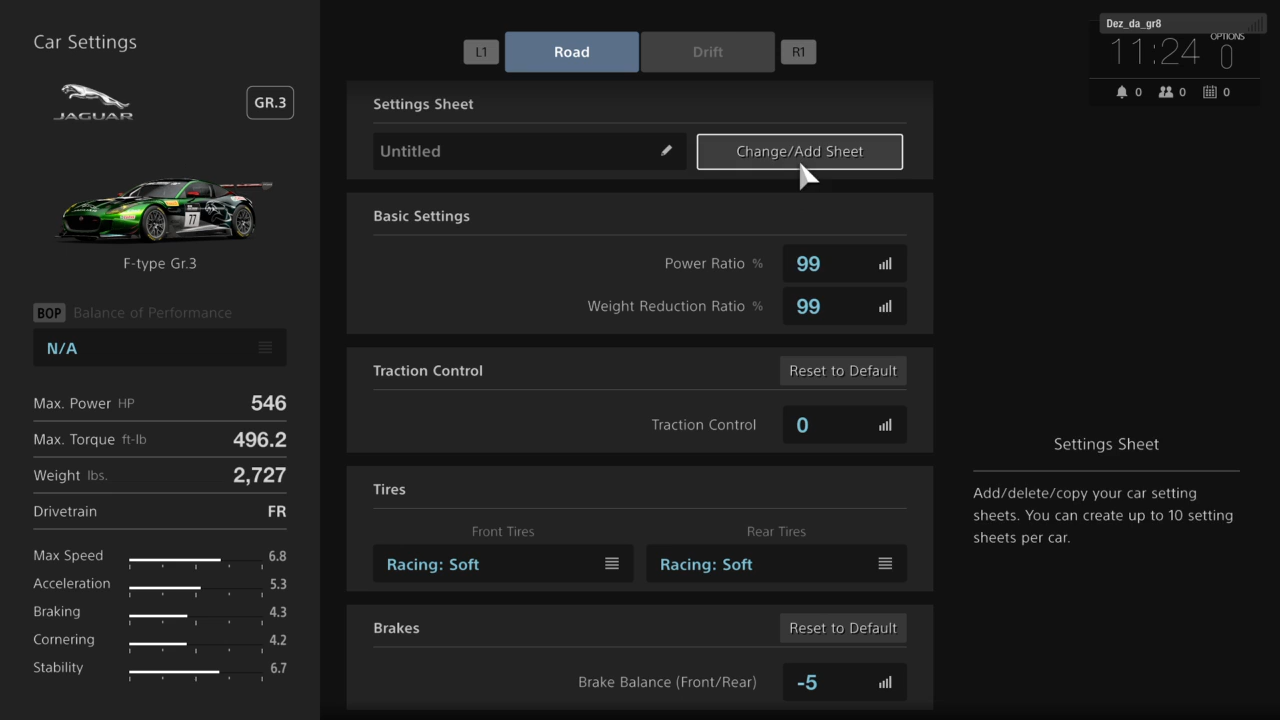 Car Settings
JAGUAR
GR.3
77
F-type Gr.3
BOP Balance of Performance
N/A
Max. Power HP 546
Max. Torque ft-lb 496.2
Weight lbs. 2,727
Drivetrain FR
Max Speed 6.8
Acceleration 5.3
Braking 4.3
Cornering 4.2
Stability 6.7
L1 Road Drift R1
Settings Sheet
Untitled Change/Add Sheet
Basic Settings
Power Ratio % 99
Weight Reduction Ratio % 99
Traction Control Reset to Default
Traction Control 0
Tires
Front Tires Rear Tires
Racing: Soft Racing: Soft
Brakes Reset to Default
Brake Balance (Front/Rear) -5
Dez_da_gr8
11:24 OPTIONS
0 0 0
Settings Sheet
Add/delete/copy your car setting
sheets. You can create up to 10 setting
sheets per car.